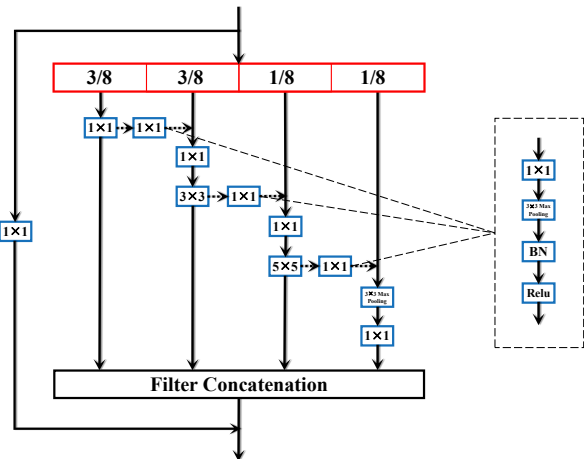 3/8 3/8 1/8 1/8
1×1 1×1
1×1
1×1
3×3 Max
Pooling
3×3 1×1
1×1
1×1
BN
5×5 1×1
3×3 Max
Pooling
Relu
1×1
Filter Concatenation